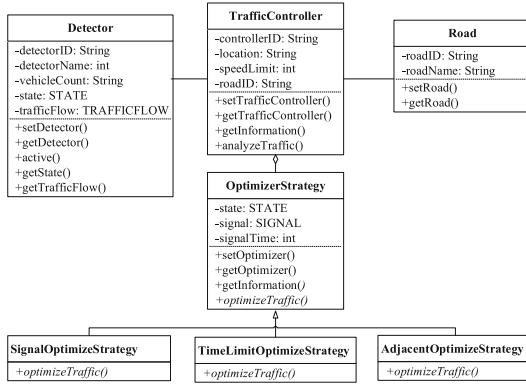 Detector
-detectorID: String
-detectorName: int
-vehicleCount: String
-state: STATE
-trafficFlow: TRAFFICFLOW
+setDetector()
+getDetector()
+active()
+getState()
+getTrafficFlow()
TrafficController
-controllerID: String
-location: String
-speedLimit: int
-roadID: String
+setTrafficController()
+getTrafficController()
+getInformation()
+analyzeTraffic()
Road
-roadID: String
-roadName: String
+setRoad()
+getRoad()
OptimizerStrategy
-state: STATE
-signal: SIGNAL
-signalTime: int
+setOptimizer()
+getOptimizer()
+getInformation()
+optimizeTraffic()
SignalOptimizeStrategy
+optimizeTraffic()
TimeLimitOptimizeStrategy
+optimizeTraffic()
AdjacentOptimizeStrategy
+optimizeTraffic()